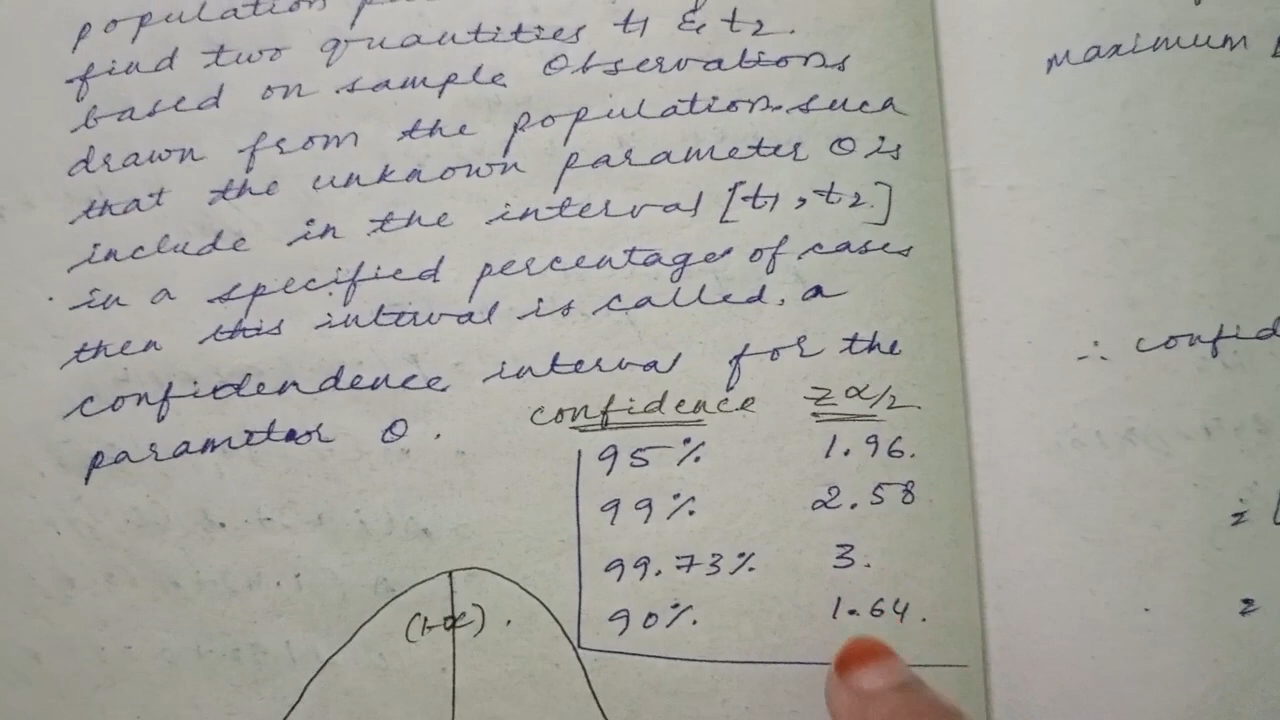 population
find two quantities t1 & t2.
based on sample Observations
drawn from the population such
that the unknown parameter θ is
include in the interval [t1, t2.]
in a specified percentage of cases
then this interval is called, a
confidendence interval for the
parameter θ.
confidence zα/2.
95% 1.96.
99% 2.58
99.73% 3.
90% 1.64.
(1-α).
maximum
∴ confid
=
=